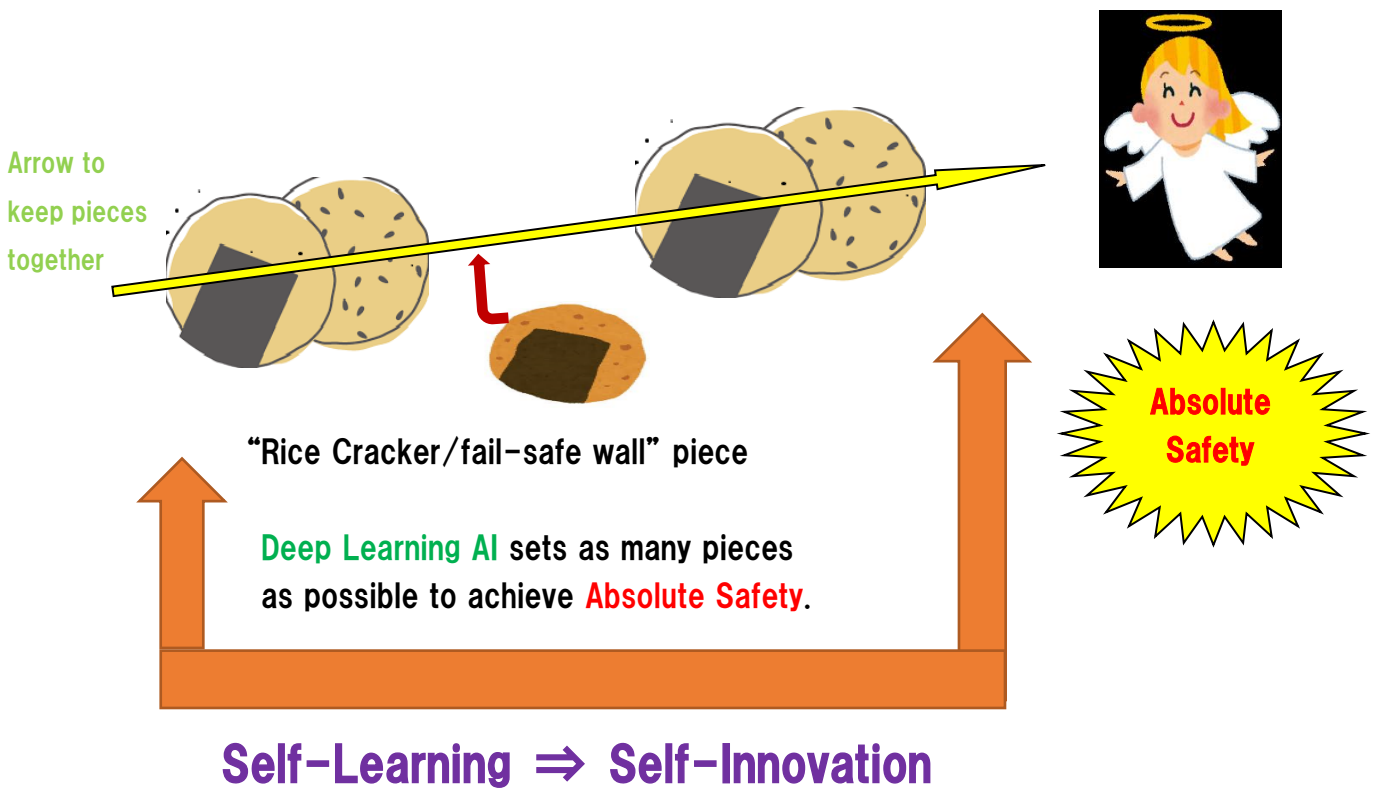 Arrow to
keep pieces
together
“Rice Cracker/fail-safe wall” piece
Deep Learning AI sets as many pieces
as possible to achieve Absolute Safety.
Absolute
Safety
Self-Learning ⇒ Self-Innovation